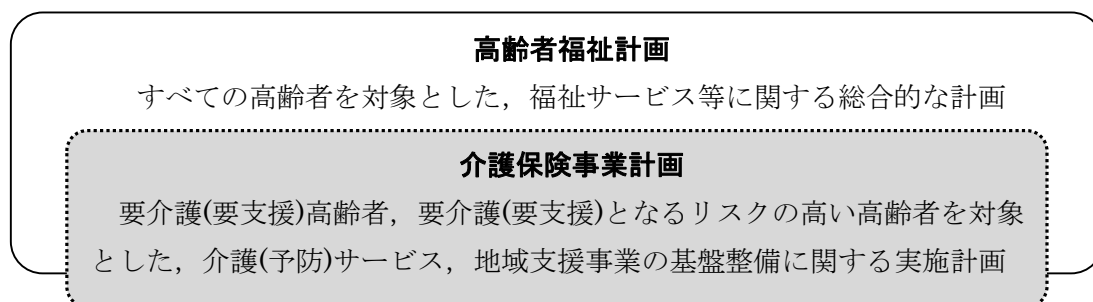 高齢者福祉計画
すべての高齢者を対象とした，福祉サービス等に関する総合的な計画
介護保険事業計画
要介護(要支援)高齢者，要介護(要支援)となるリスクの高い高齢者を対象
とした，介護(予防)サービス，地域支援事業の基盤整備に関する実施計画